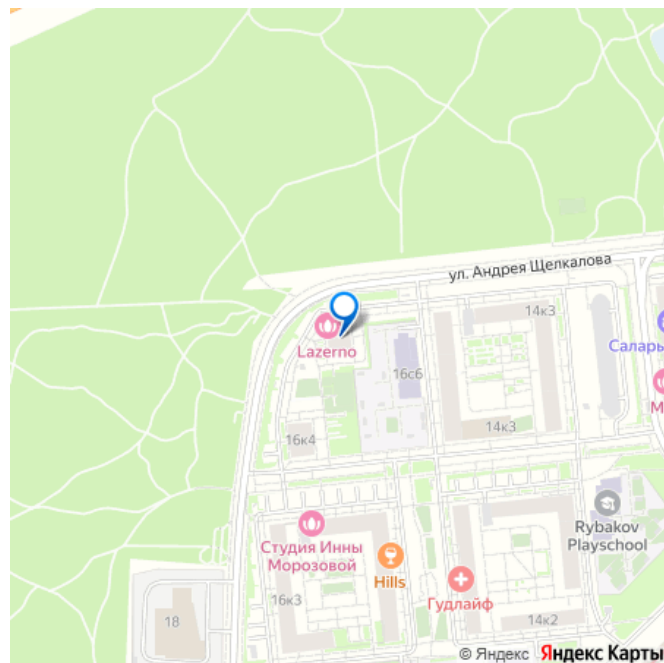 ул. Андрея Щелкалова
14к3
Lazerno
Салары
16с6
М
14к3
16к4
Rybakov
Playschool
Студия Инны
Морозовой
Hills
Гудлайф
16к3
18
14к2
© Яндекс Яндекс Карты